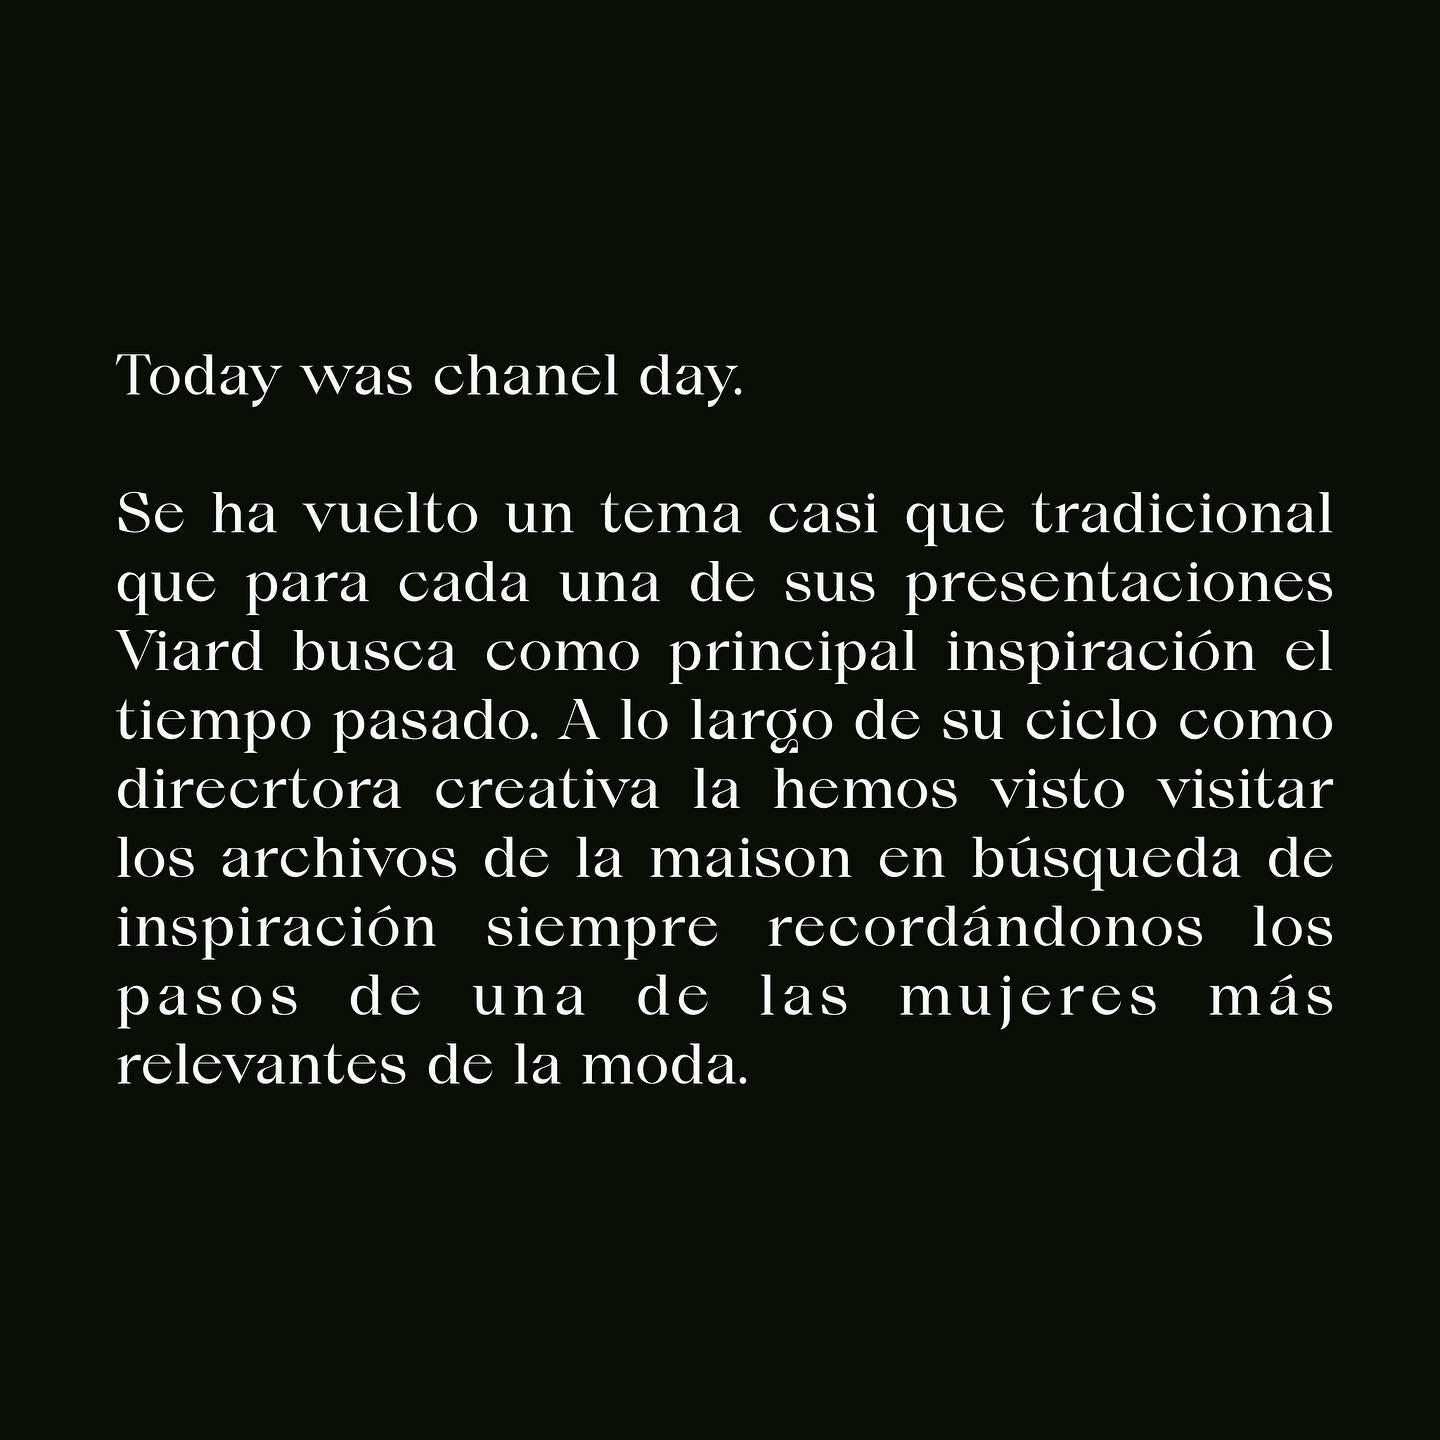 Today was chanel day.
Se ha vuelto un tema casi que tradicional
que para cada una de sus presentaciones
Viard busca como principal inspiración el
tiempo pasado. A lo largo de su ciclo como
direcrtora creativa la hemos visto visitar
los archivos de la maison en búsqueda de
inspiración siempre recordándonos los
pasos de una de las mujeres más
relevantes de la moda.